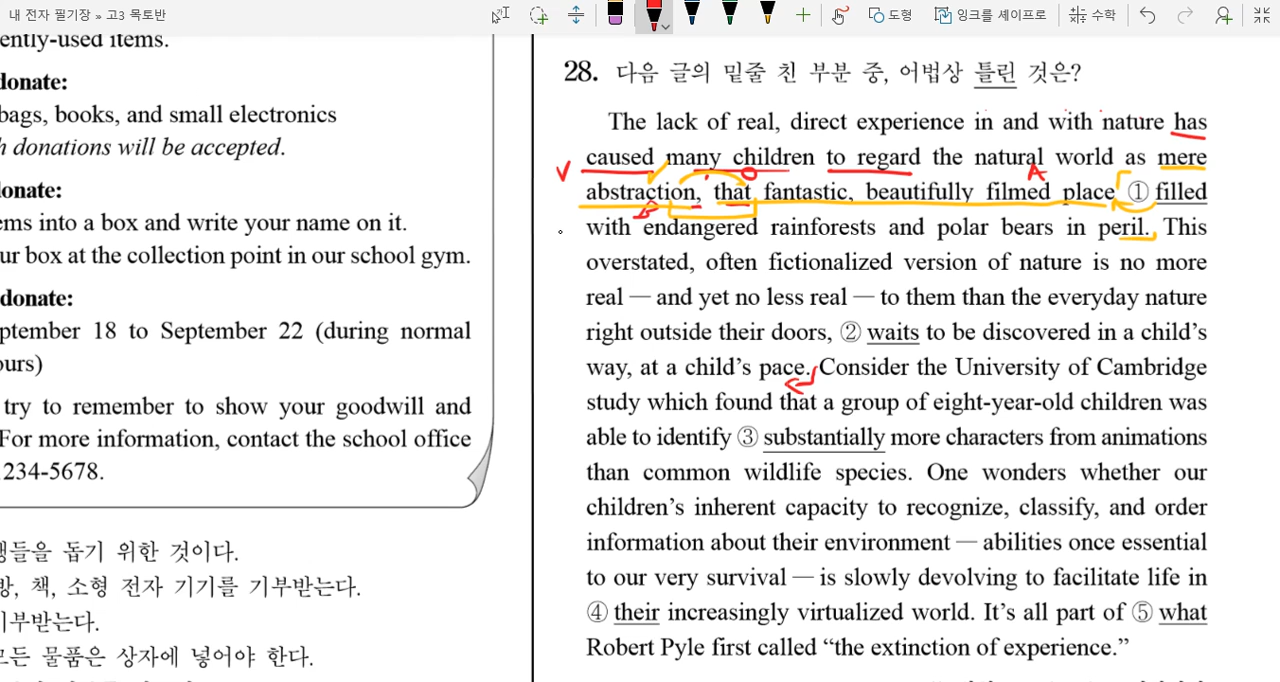 내 전자 필기장 » 고3 목토반
도형 잉크를 셰이프로 수학
ently-used items.
donate:
bags, books, and small electronics
donations will be accepted.
donate:
ems into a box and write your name on it.
ur box at the collection point in our school gym.
donate:
ptember 18 to September 22 (during normal
ours)
try to remember to show your goodwill and
For more information, contact the school office
234-5678.
들을 돕기 위한 것이다.
방, 책, 소형 전자 기기를 기부받는다.
기부받는다.
모든 물품은 상자에 넣어야 한다.
28. 다음 글의 밑줄 친 부분 중, 어법상 틀린 것은?
The lack of real, direct experience in and with nature has
caused many children to regard the natural world as mere
abstraction, that fantastic, beautifully filmed place ① filled
with endangered rainforests and polar bears in peril. This
overstated, often fictionalized version of nature is no more
real — and yet no less real — to them than the everyday nature
right outside their doors, ② waits to be discovered in a child's
way, at a child's pace. Consider the University of Cambridge
study which found that a group of eight-year-old children was
able to identify ③ substantially more characters from animations
than common wildlife species. One wonders whether our
children's inherent capacity to recognize, classify, and order
information about their environment — abilities once essential
to our very survival — is slowly devolving to facilitate life in
④ their increasingly virtualized world. It's all part of ⑤ what
Robert Pyle first called "the extinction of experience."